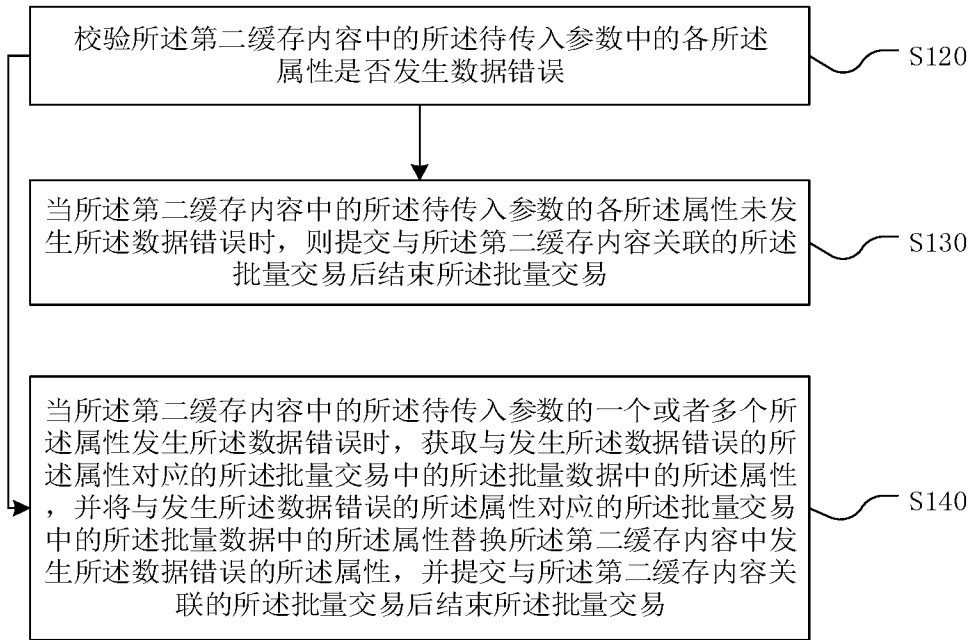 校验所述第二缓存内容中的所述待传入参数中的各所述
属性是否发生数据错误
S120
当所述第二缓存内容中的所述待传入参数的各所述属性未发
生所述数据错误时，则提交与所述第二缓存内容关联的所述
批量交易后结束所述批量交易
S130
当所述第二缓存内容中的所述待传入参数的一个或者多个所
述属性发生所述数据错误时，获取与发生所述数据错误的所
述属性对应的所述批量交易中的所述批量数据中的所述属性
，并将与发生所述数据错误的所述属性对应的所述批量交易
中的所述批量数据中的所述属性替换所述第二缓存内容中发
生所述数据错误的所述属性，并提交与所述第二缓存内容关
联的所述批量交易后结束所述批量交易
S140